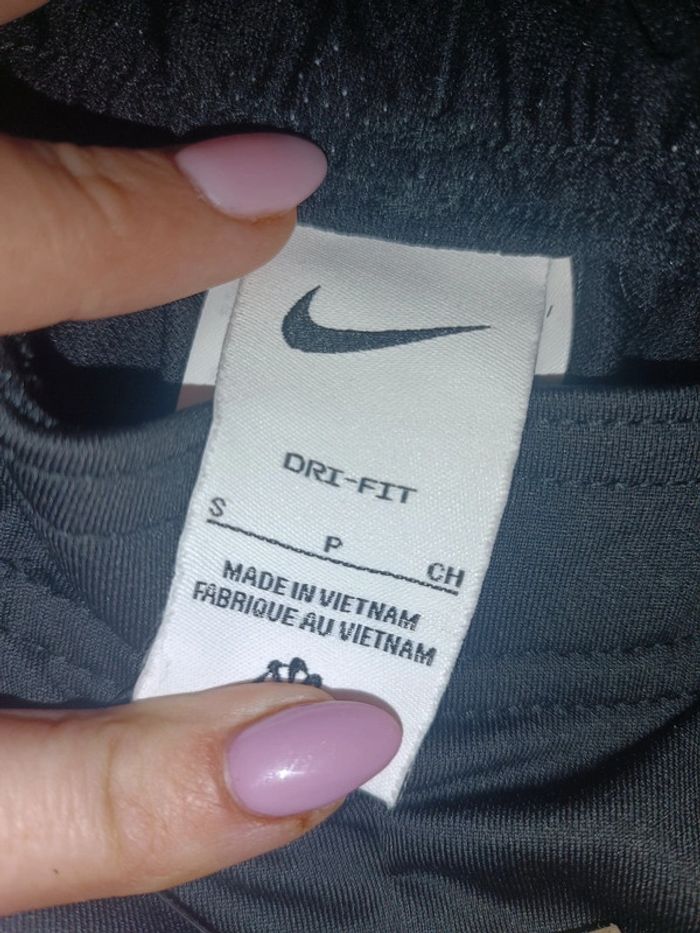 DRI-FIT
S P CH
MADE IN VIETNAM
FABRIQUE AU VIETNAM